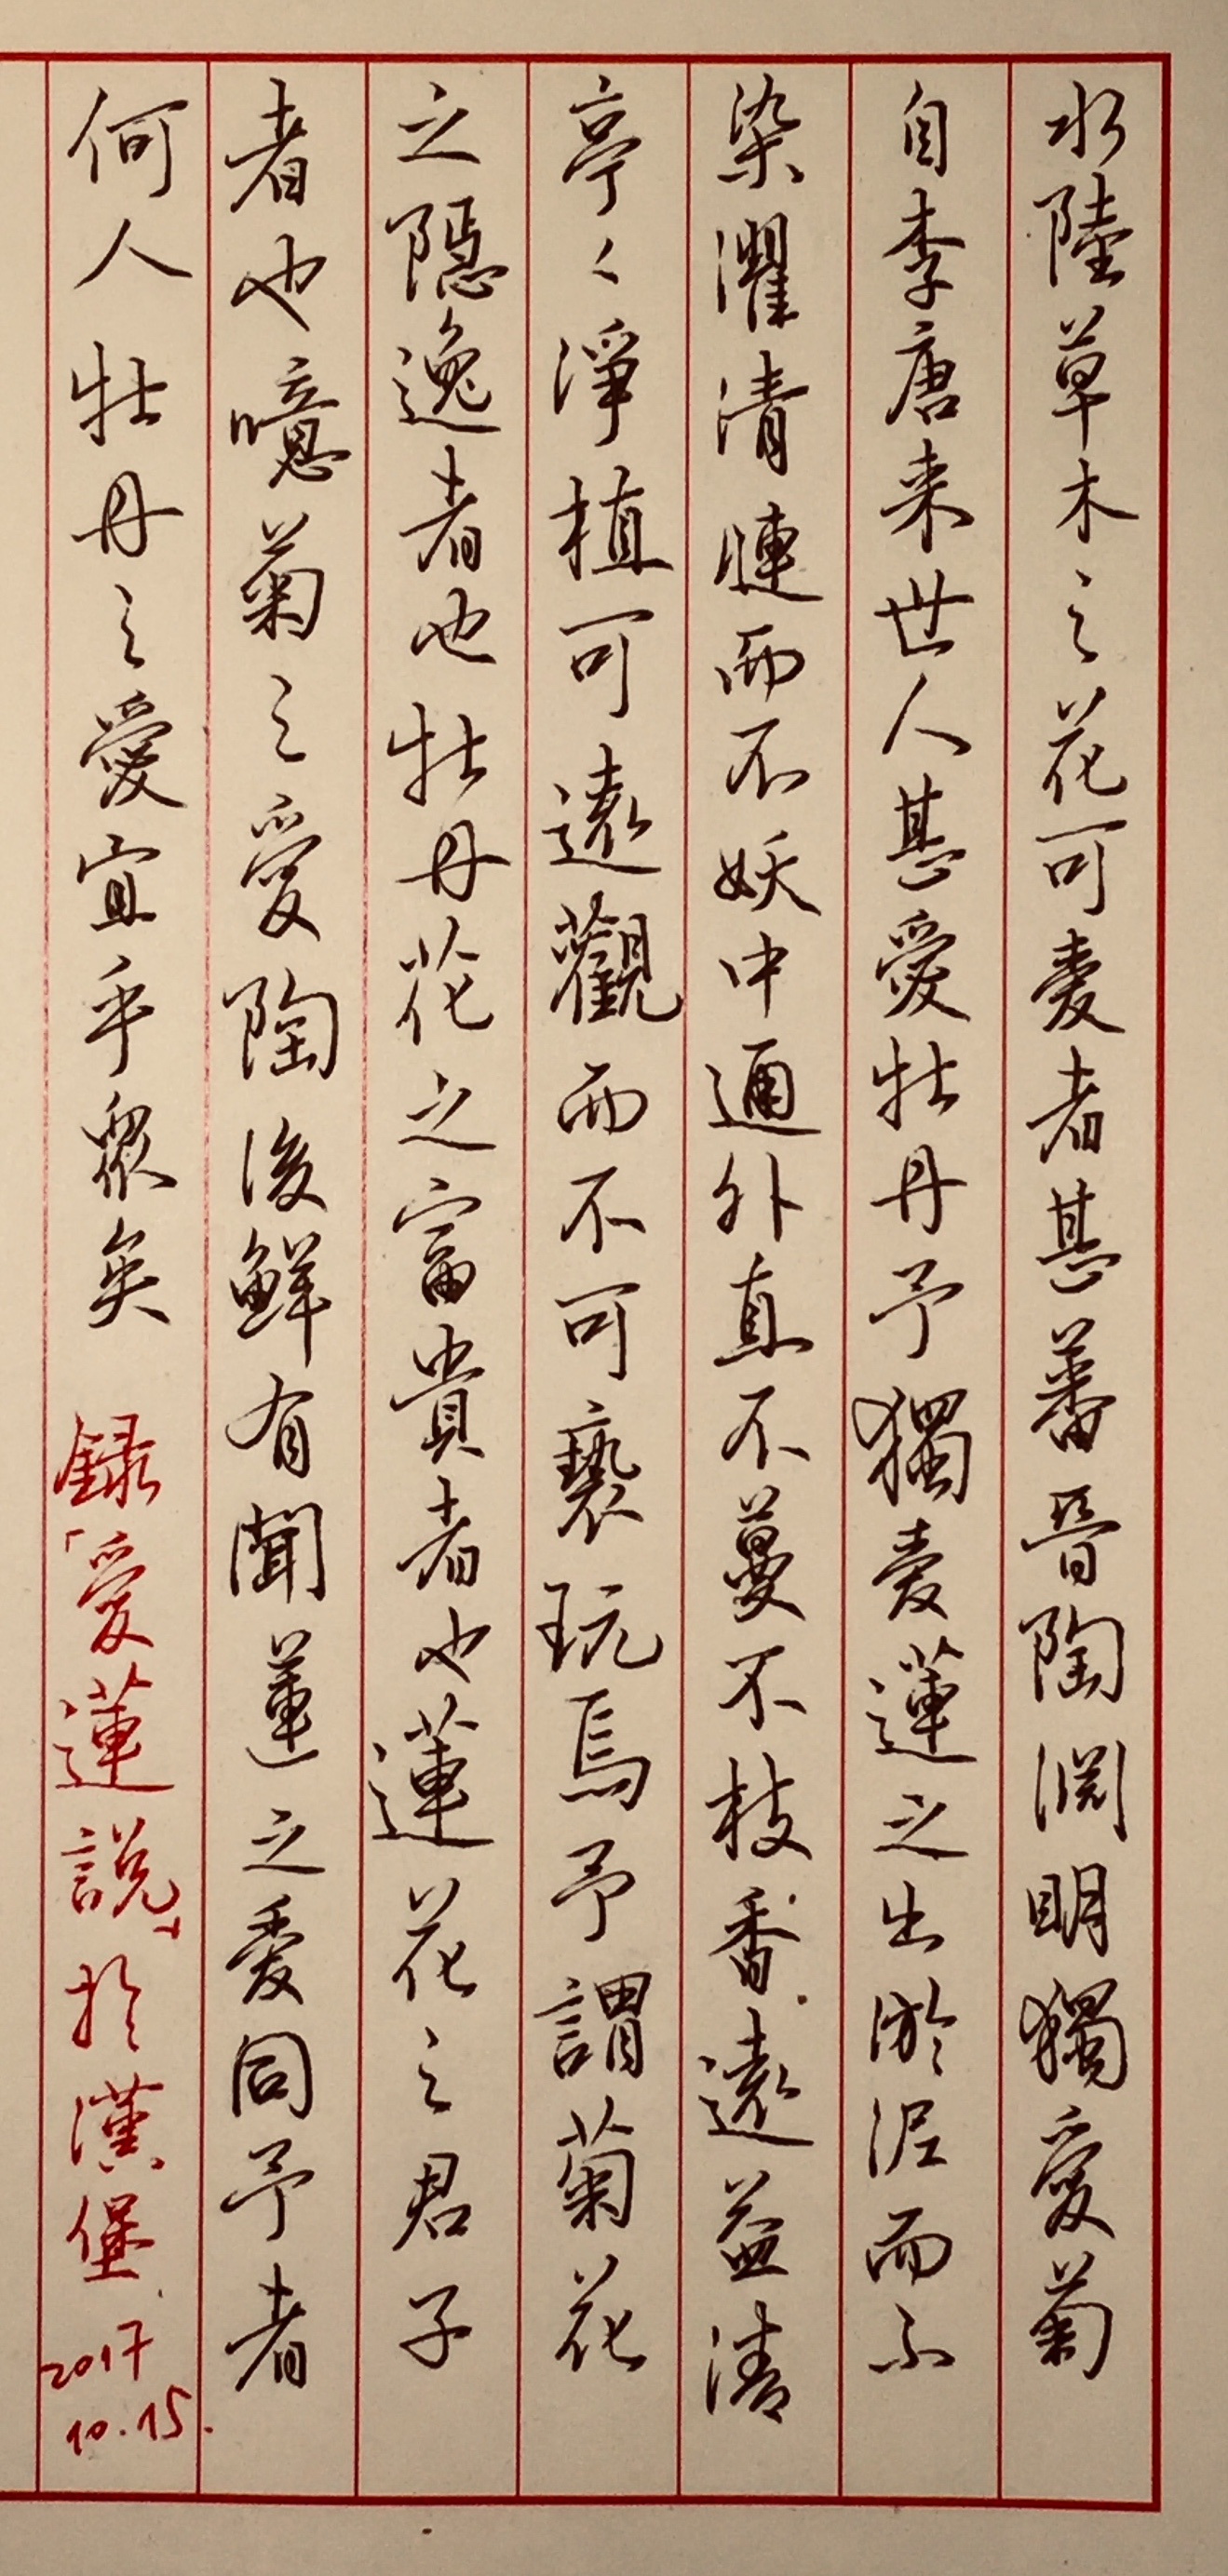 水陸草木之花可愛者甚蕃晉陶渊明獨愛菊
自李唐来世人甚愛牡丹予獨愛蓮之出淤泥而不
染濯清漣而不妖中通外直不蔓不枝香遠益清
亭々淨植可遠觀而不可褻玩焉予謂菊花
之隱逸者也牡丹花之富貴者也蓮花之君子
者也噫菊之愛陶後鮮有聞蓮之愛同予者
何人牡丹之愛宜乎眾矣 録「愛蓮説」於漢堡
2017
10.15.